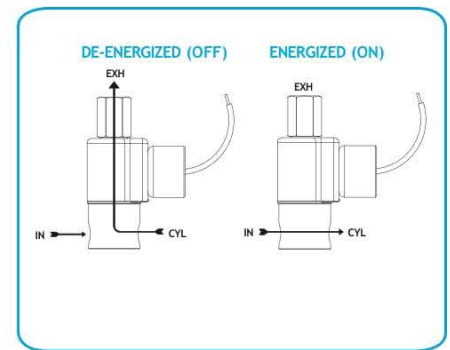 DE-ENERGIZED (OFF)
EXH
IN
CYL
ENERGIZED (ON)
EXH
IN
CYL